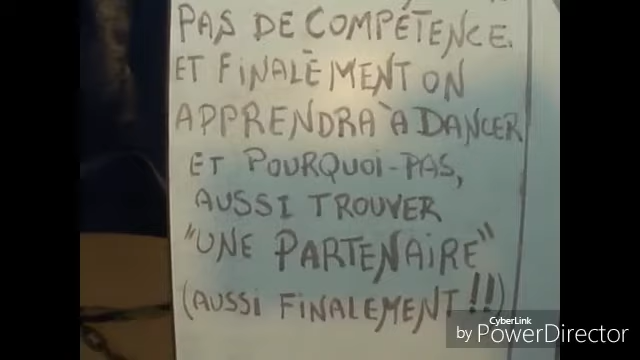 PAS DE COMPÉTENCE.
ET FINALÈMENT ON
APPRENDRA À DANCER
ET POURQUOI-PAS,
AUSSI TROUVER
"UNE PARTENAIRE"
(AUSSI FINALEMENT!!)
CyberLink
by PowerDirector